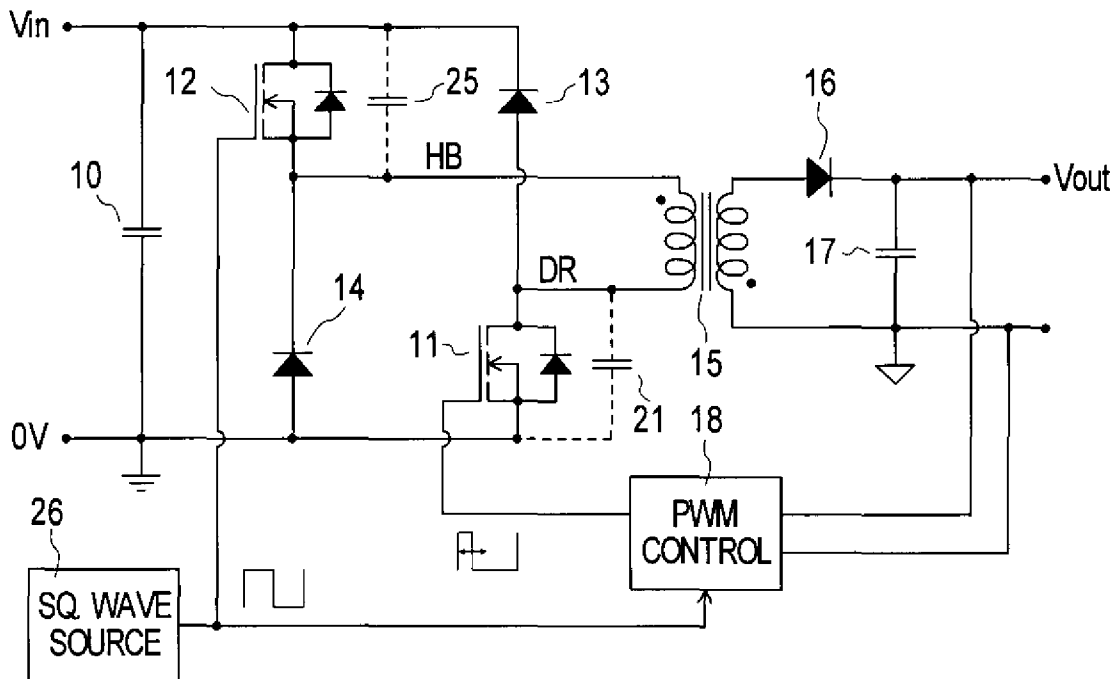 Vin
12
25
13
16
10
HB
Vout
17
14
DR
11
15
21
0V
18
26
PWM
CONTROL
SQ. WAVE
SOURCE